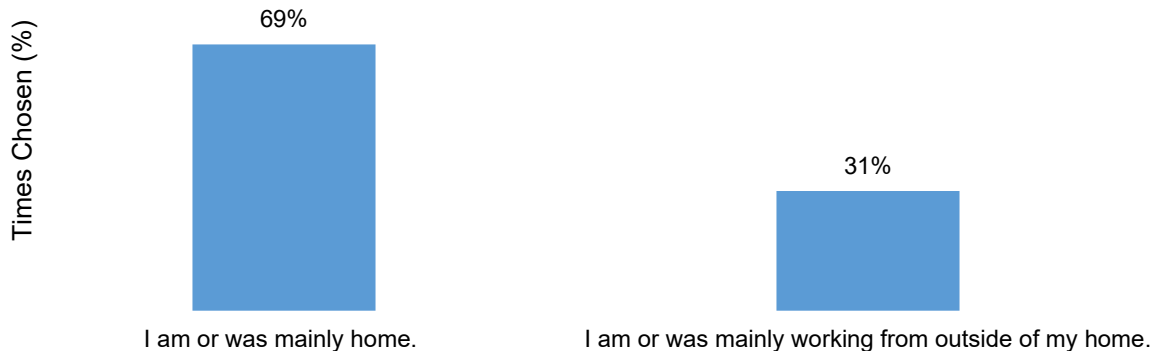 69%
Times Chosen (%)
31%
I am or was mainly home.
I am or was mainly working from outside of my home.